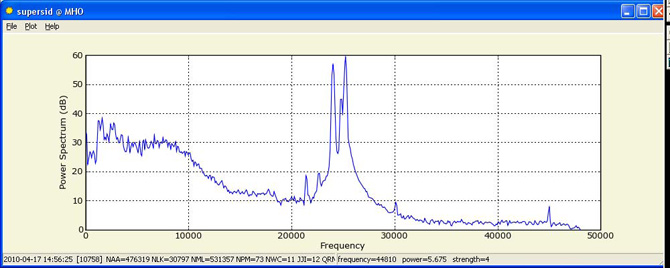 supersid @ MHO
File Plot Help
60
50
40
30
20
10
0
Power Spectrum (dB)
0 10000 20000 30000 40000 50000
Frequency
2010-04-17 14:56:25 [10758] NAA=476319 NLK=30797 NML=531357 NPM=73 NWC=11 JJI=12 QRN frequency=44810 power=5.675 strength=4